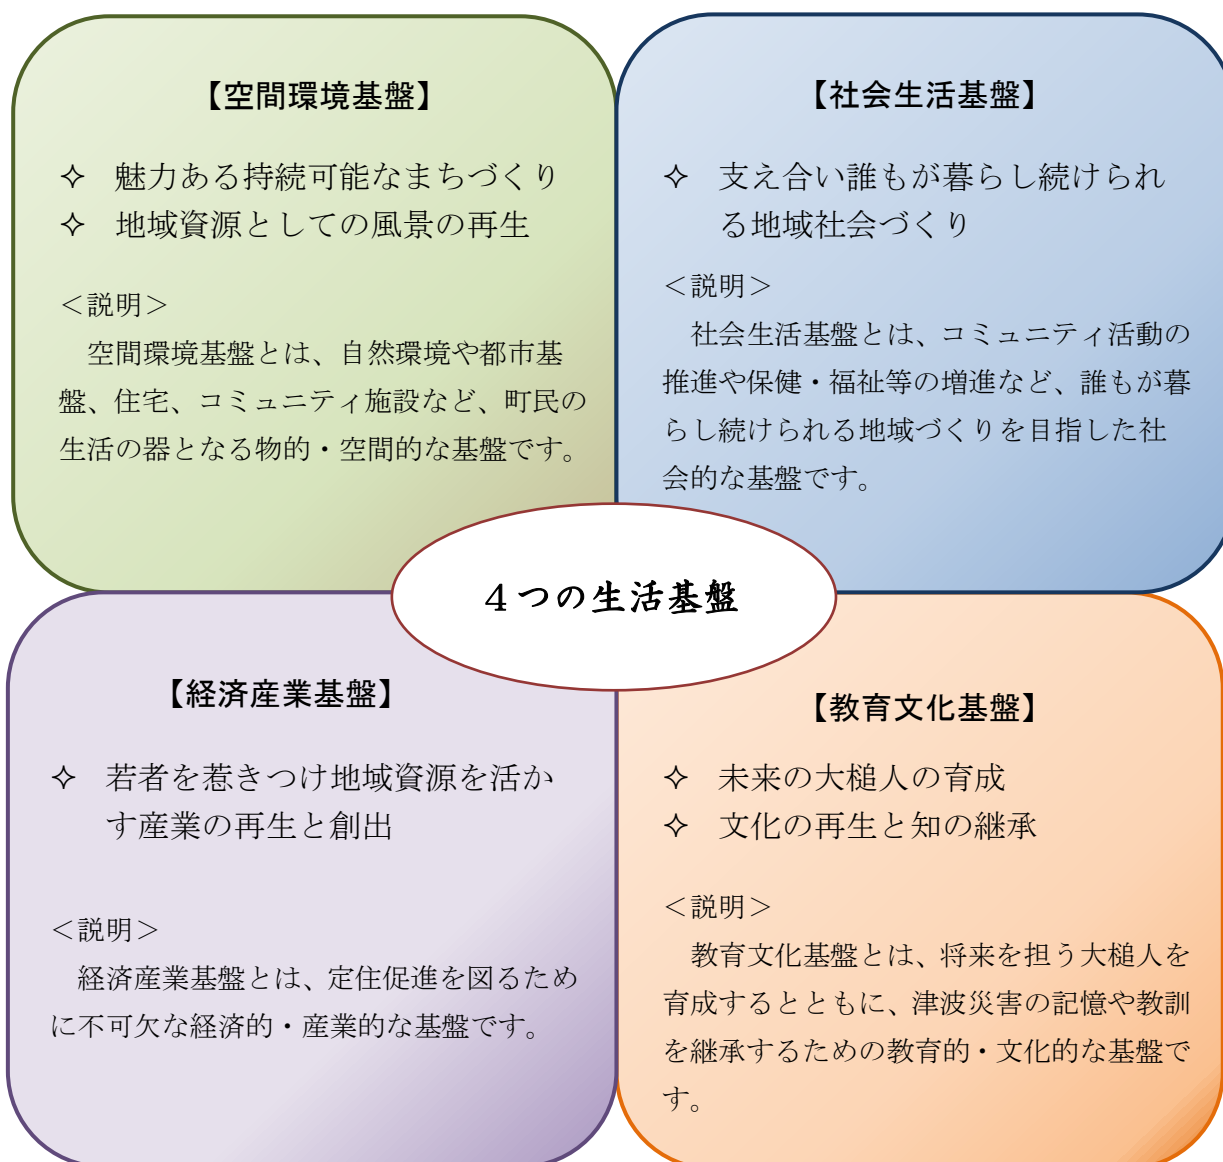 【空間環境基盤】
✧ 魅力ある持続可能なまちづくり
✧ 地域資源としての風景の再生
＜説明＞
　空間環境基盤とは、自然環境や都市基
盤、住宅、コミュニティ施設など、町民の
生活の器となる物的・空間的な基盤です。
【社会生活基盤】
✧ 支え合い誰もが暮らし続けられ
る地域社会づくり
＜説明＞
　社会生活基盤とは、コミュニティ活動の
推進や保健・福祉等の増進など、誰もが暮
らし続けられる地域づくりを目指した社
会的な基盤です。
４つの生活基盤
【経済産業基盤】
✧ 若者を惹きつけ地域資源を活か
す産業の再生と創出
＜説明＞
　経済産業基盤とは、定住促進を図るため
に不可欠な経済的・産業的な基盤です。
【教育文化基盤】
✧ 未来の大槌人の育成
✧ 文化の再生と知の継承
＜説明＞
　教育文化基盤とは、将来を担う大槌人を
育成するとともに、津波災害の記憶や教訓
を継承するための教育的・文化的な基盤で
す。